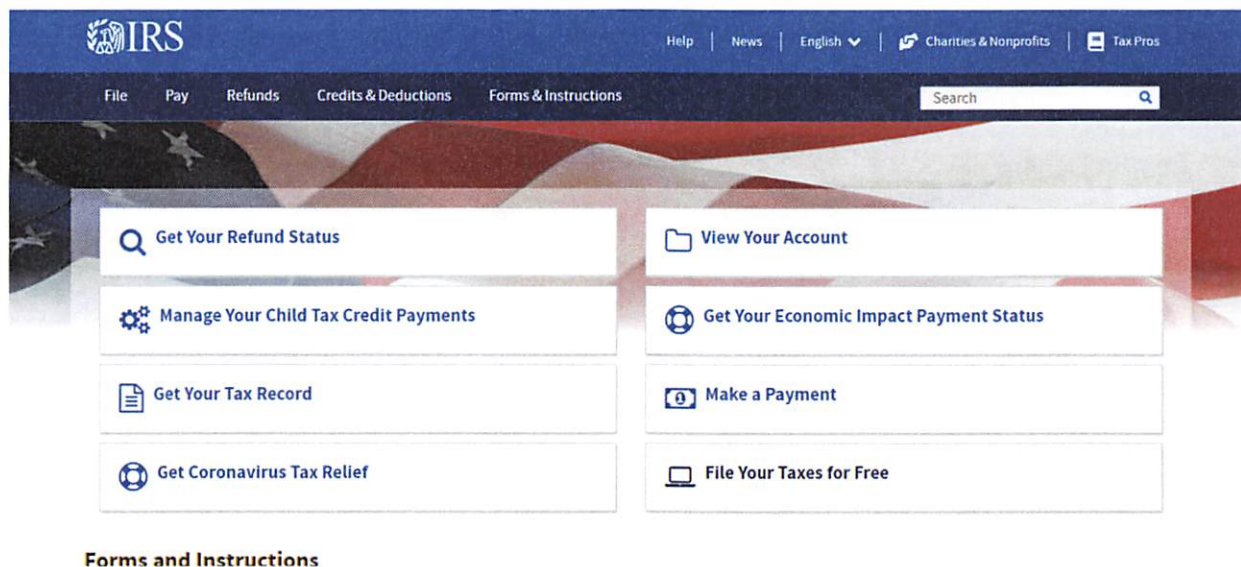 IRS
Help | News | English | Charities & Nonprofits | Tax Pros
File Pay Refunds Credits & Deductions Forms & Instructions Search
Get Your Refund Status
View Your Account
Manage Your Child Tax Credit Payments
Get Your Economic Impact Payment Status
Get Your Tax Record
Make a Payment
Get Coronavirus Tax Relief
File Your Taxes for Free
Forms and Instructions